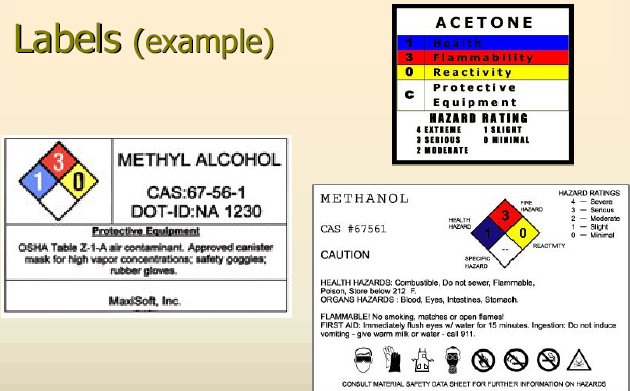 Labels (example)
ACETONE
1 Health
3 Flammability
0 Reactivity
C Protective
Equipment
HAZARD RATING
4 EXTREME 1 SLIGHT
3 SERIOUS 0 MINIMAL
2 MODERATE
3
1 0
METHYL ALCOHOL
CAS:67-56-1
DOT-ID:NA 1230
Protective Equipment
OSHA Table Z-1-A air contaminant. Approved canister
mask for high vapor concentrations; safety goggles;
rubber gloves.
MaxiSoft, Inc.
METHANOL
CAS #67561
CAUTION
FIRE
HAZARD
HEALTH
HAZARD
3
1 0
REACTIVITY
SPECIFIC
HAZARD
HAZARD RATINGS
4 — Severe
3 — Serious
2 — Moderate
1 — Slight
0 — Minimal
HEALTH HAZARDS: Combustible, Do not sewer, Flammable,
Poison, Store below 212 F.
ORGANS HAZARDS : Blood, Eyes, Intestines, Stomach.
FLAMMABLE! No smoking, matches or open flames!
FIRST AID: Immediately flush eyes w/ water for 15 minutes. Ingestion: Do not induce
vomiting - give warm milk or water - call 911.
CONSULT MATERIAL SAFETY DATA SHEET FOR FURTHER INFORMATION ON HAZARDS